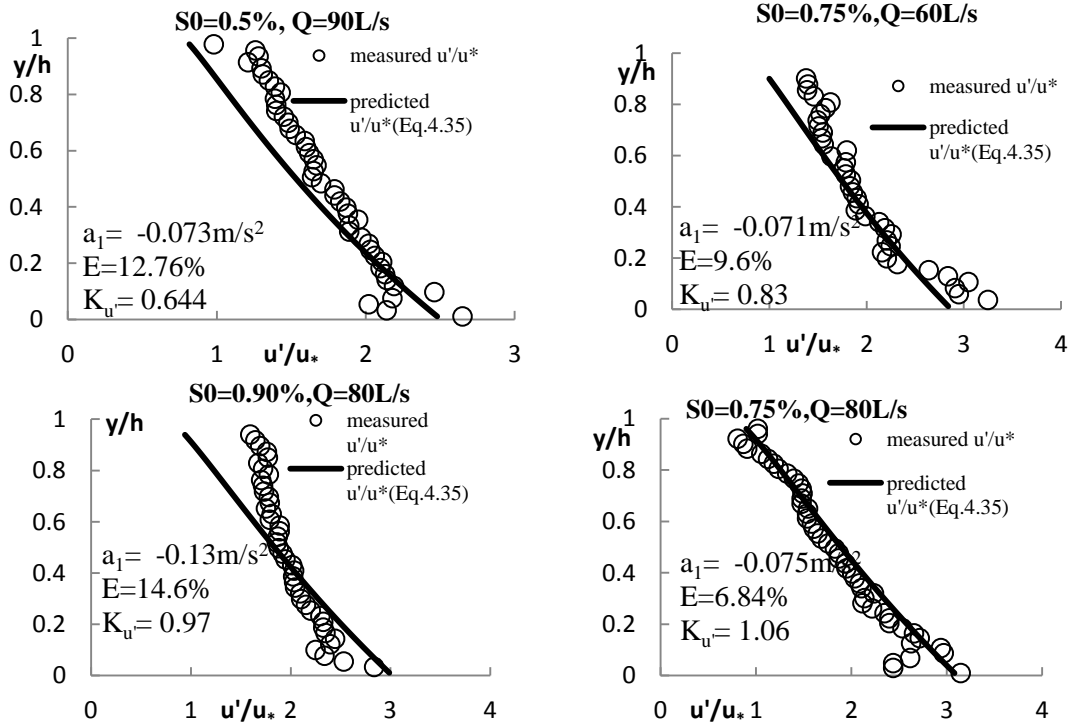 S0=0.5%, Q=90L/s
1
y/h
0.8
0.6
0.4
0.2
0
measured u'/u*
predicted
u'/u*(Eq.4.35)
a1= -0.073m/s2
E=12.76%
Ku'= 0.644
0 1 2 3
u'/u*
S0=0.75%,Q=60L/s
1
y/h
0.8
0.6
0.4
0.2
0
measured u'/u*
predicted
u'/u*(Eq.4.35)
a1= -0.071m/s2
E=9.6%
Ku'= 0.83
0 1 2 3 4
u'/u*
S0=0.90%,Q=80L/s
1
y/h
0.8
0.6
0.4
0.2
0
measured
u'/u*
predicted
u'/u*(Eq.4.35)
a1= -0.13m/s2
E=14.6%
Ku'= 0.97
0 1 2 3 4
u'/u*
S0=0.75%,Q=80L/s
1
y/h
0.8
0.6
0.4
0.2
0
measured u'/u*
predicted
u'/u*(Eq.4.35)
a1= -0.075m/s2
E=6.84%
Ku'= 1.06
0 1 2 3 4
u'/u*